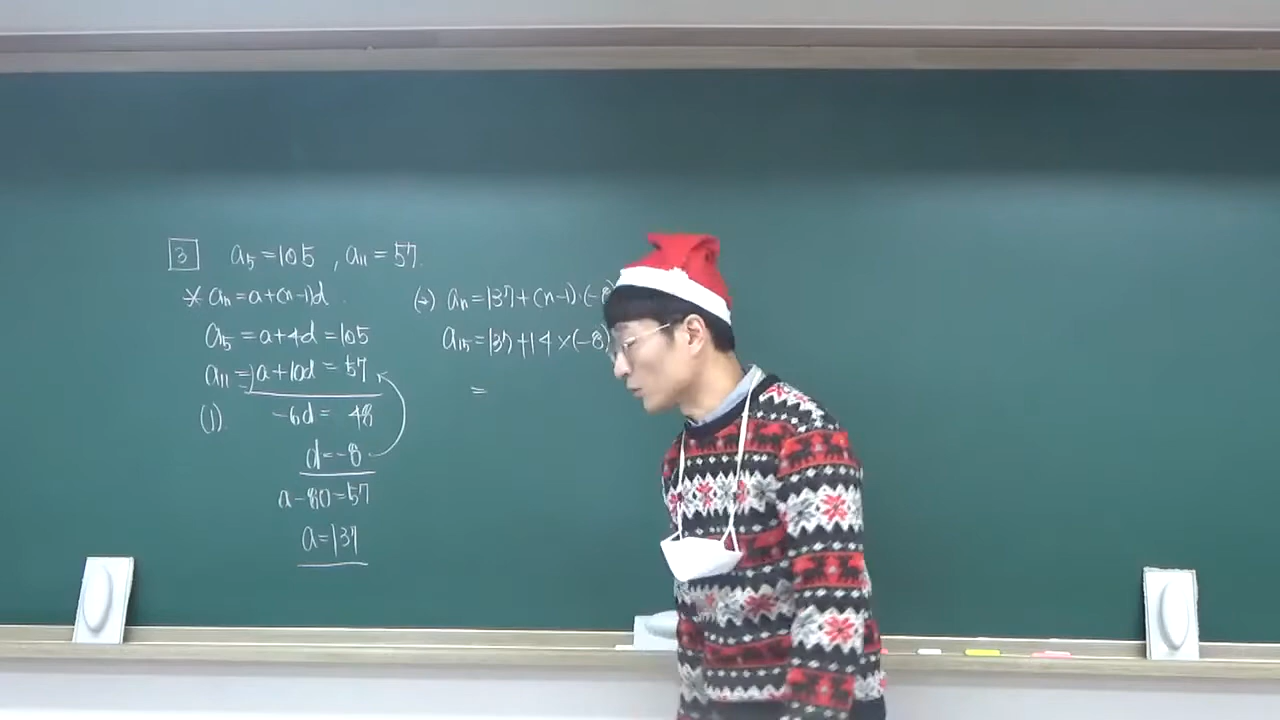 3 a₅=105 , a₁₁=57.
* aₙ=a+(n-1)d .
a₅=a+4d=105
a₁₁=)a+10d=57
(1). -6d= 48
d=-8
a-80=57
a=137
(2) aₙ=137+(n-1)·(-8)
a₁₅=137+14×(-8)
=